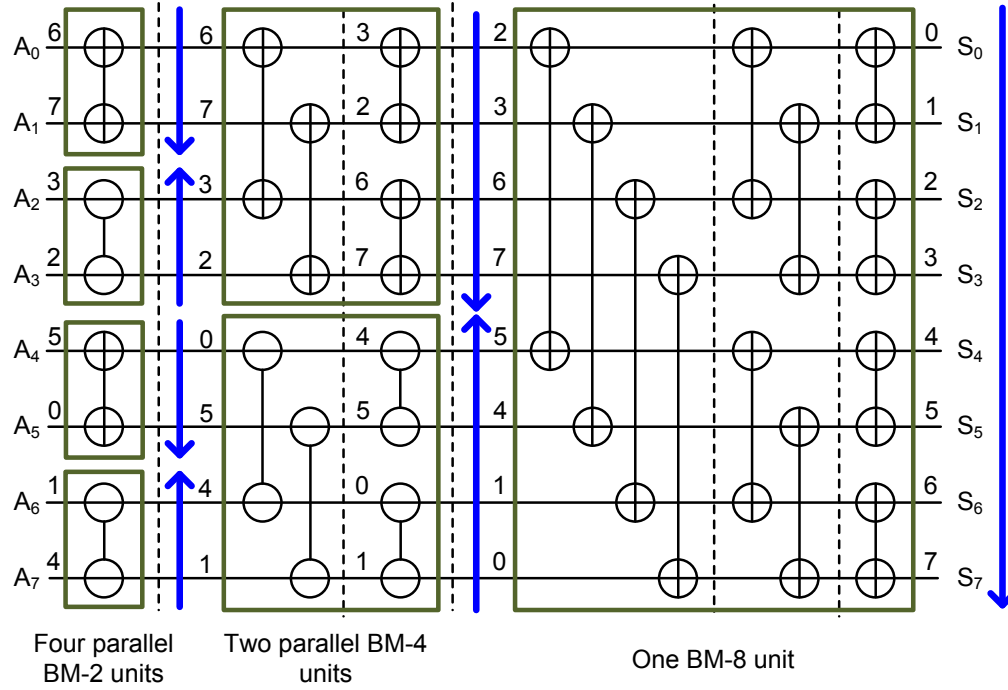 A0 6 6 3 2 0 S0
A1 7 7 2 3 1 S1
A2 3 3 6 6 2 S2
A3 2 2 7 7 3 S3
A4 5 0 4 5 4 S4
A5 0 5 5 4 5 S5
A6 1 4 0 1 6 S6
A7 4 1 1 0 7 S7
Four parallel
BM-2 units
Two parallel BM-4
units
One BM-8 unit